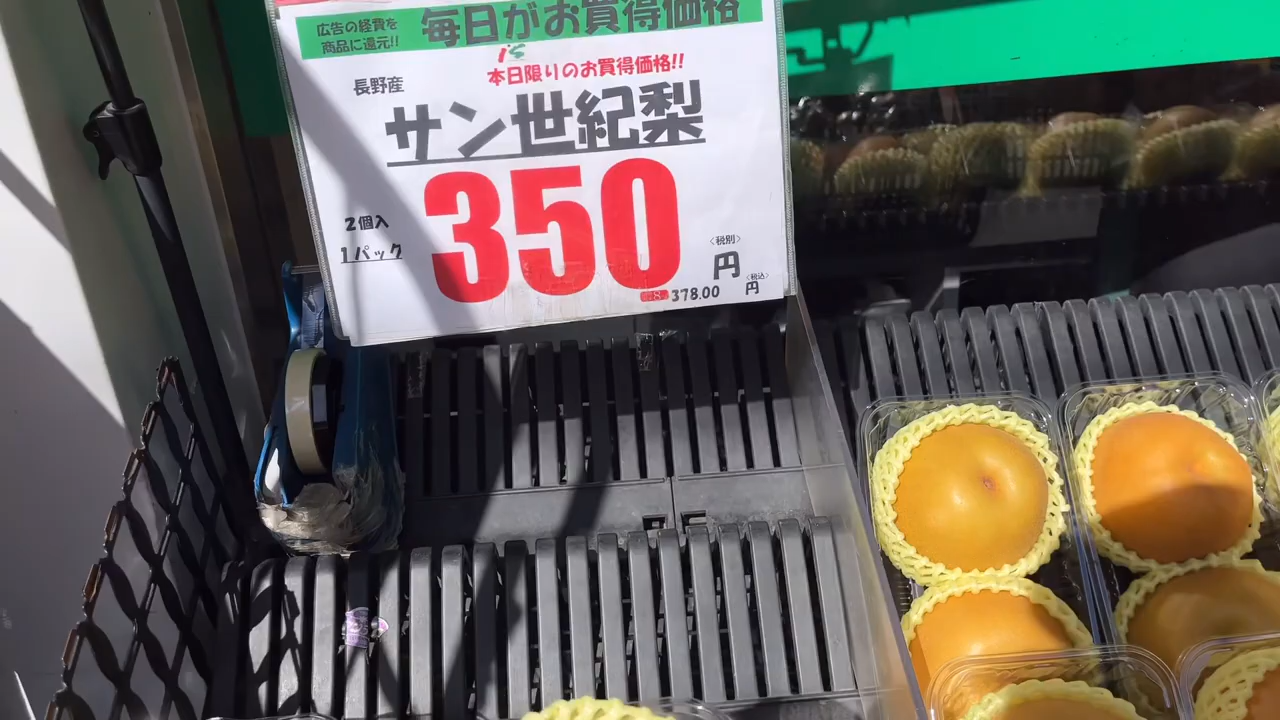 広告の経費を
商品に還元!!
毎日がお買得価格
本日限りのお買得価格!!
長野産
サン世紀梨
2個入
1パック
350
〈税別〉
円
378.00
〈税込〉
円